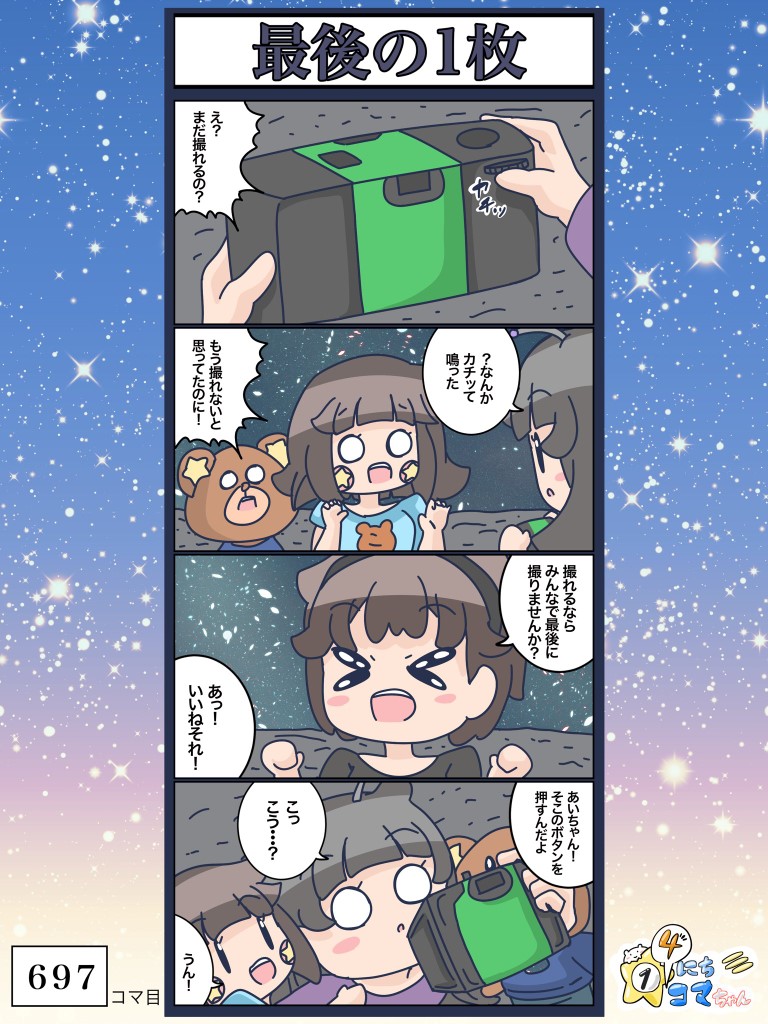 最後の1枚
え?
まだ撮れるの?
カチッ
?なんか
カチッて
鳴った
もう撮れないと
思ってたのに!
撮れるなら
みんなで最後に
撮りませんか?
あっ!
いいねそれ!
あいちゃん!
そこのボタンを
押すんだよ
こっ
こう…?
うん!
697
コマ目
1
4
にち
コマちゃん